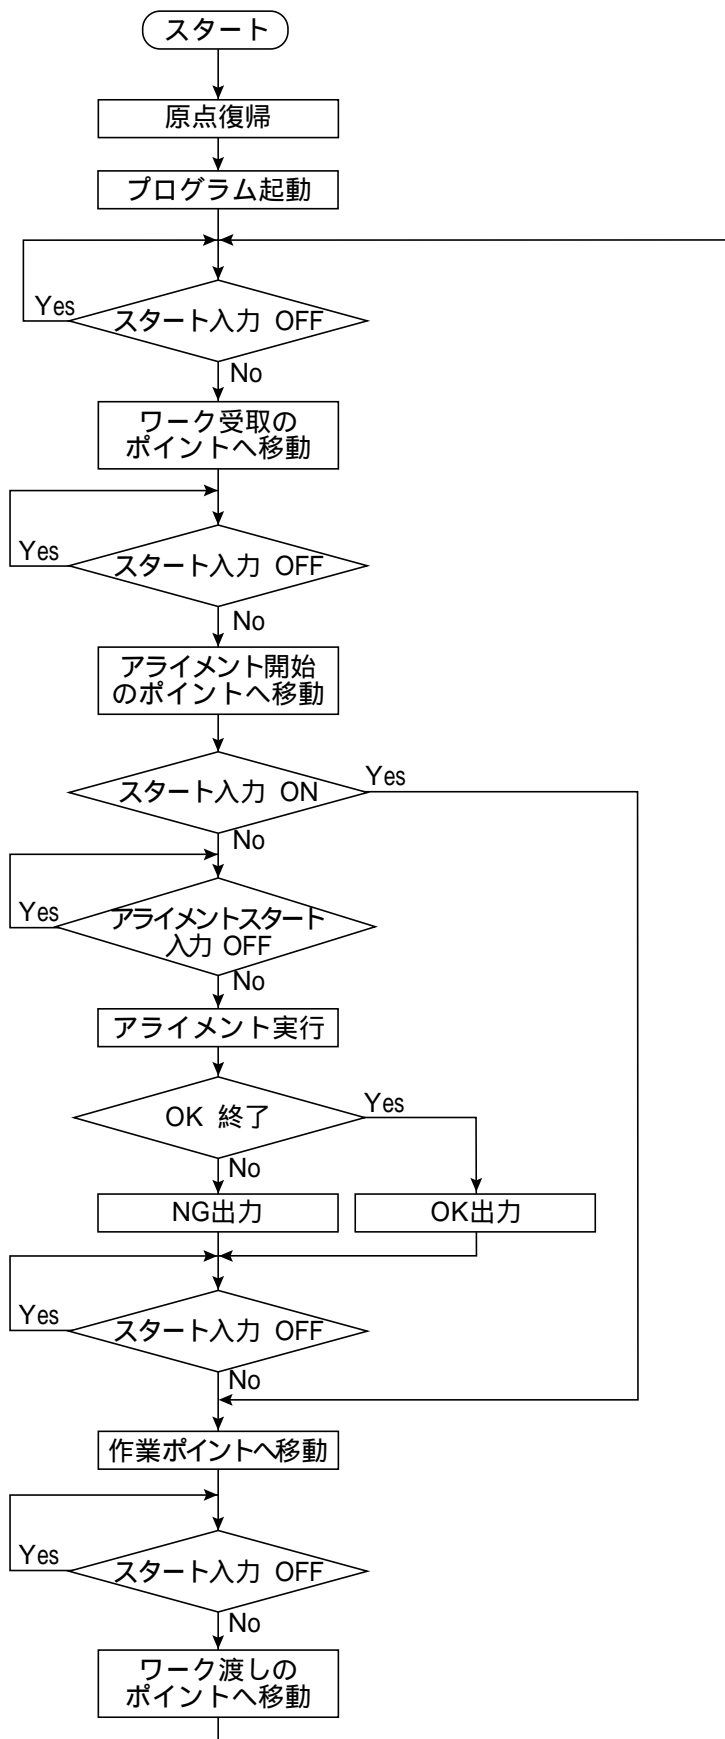 スタート
原点復帰
プログラム起動
Yes
スタート入力 OFF
No
ワーク受取の
ポイントへ移動
Yes
スタート入力 OFF
No
アライメント開始
のポイントへ移動
スタート入力 ON
Yes
No
Yes
アライメントスタート
入力 OFF
No
アライメント実行
OK 終了
Yes
No
NG出力
OK出力
Yes
スタート入力 OFF
No
作業ポイントへ移動
Yes
スタート入力 OFF
No
ワーク渡しの
ポイントへ移動